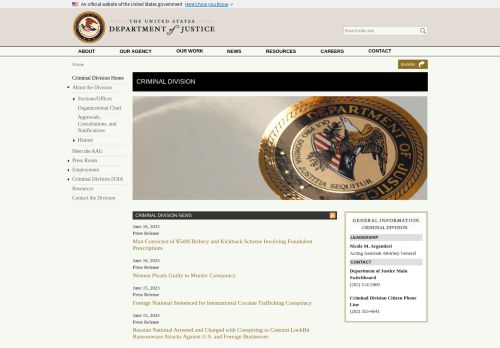 An official website of the United States government Here's how you know
THE UNITED STATES
DEPARTMENT of JUSTICE
Search this site
ABOUT OUR AGENCY OUR WORK NEWS RESOURCES CAREERS CONTACT
Home
SHARE
Criminal Division Home
About the Division
Sections/Offices
Organizational Chart
Approvals,
Consultations, and
Notifications
History
Meet the AAG
Press Room
Employment
Criminal Division FOIA
Resources
Contact the Division
CRIMINAL DIVISION
DEPARTMENT OF JUSTICE
QUI PRO DOMINA JUSTITIA SEQUITUR
CRIMINAL DIVISION NEWS
June 16, 2023
Press Release
Man Convicted of $54M Bribery and Kickback Scheme Involving Fraudulent
Prescriptions
June 16, 2023
Press Release
Woman Pleads Guilty to Murder Conspiracy
June 15, 2023
Press Release
Foreign National Sentenced for International Cocaine Trafficking Conspiracy
June 15, 2023
Press Release
Russian National Arrested and Charged with Conspiring to Commit LockBit
Ransomware Attacks Against U.S. and Foreign Businesses
GENERAL INFORMATION
CRIMINAL DIVISION
LEADERSHIP
Nicole M. Argentieri
Acting Assistant Attorney General
CONTACT
Department of Justice Main
Switchboard
(202) 514-2000
Criminal Division Citizen Phone
Line
(202) 353-4641